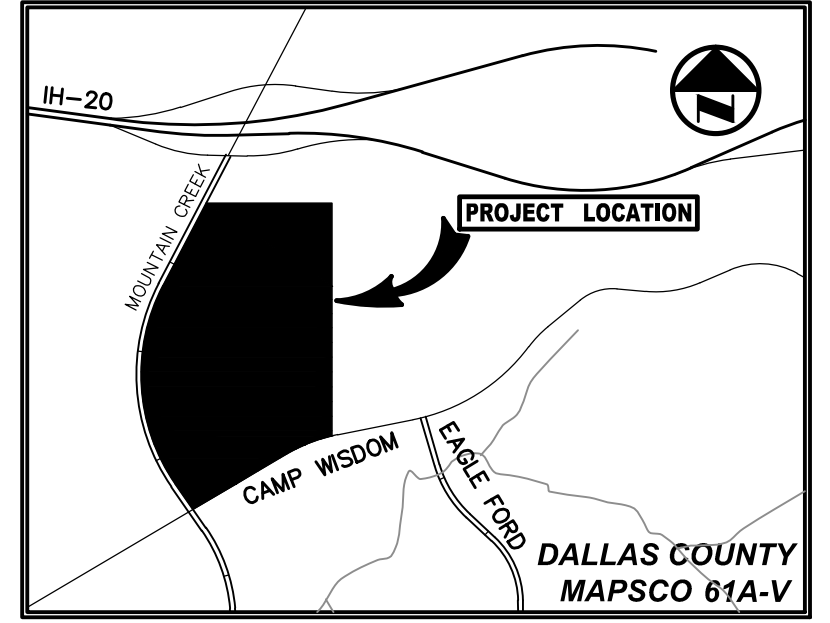 IH-20
N
MOUNTAIN CREEK
PROJECT LOCATION
CAMP WISDOM
EAGLE FORD
DALLAS COUNTY
MAPSCO 61A-V